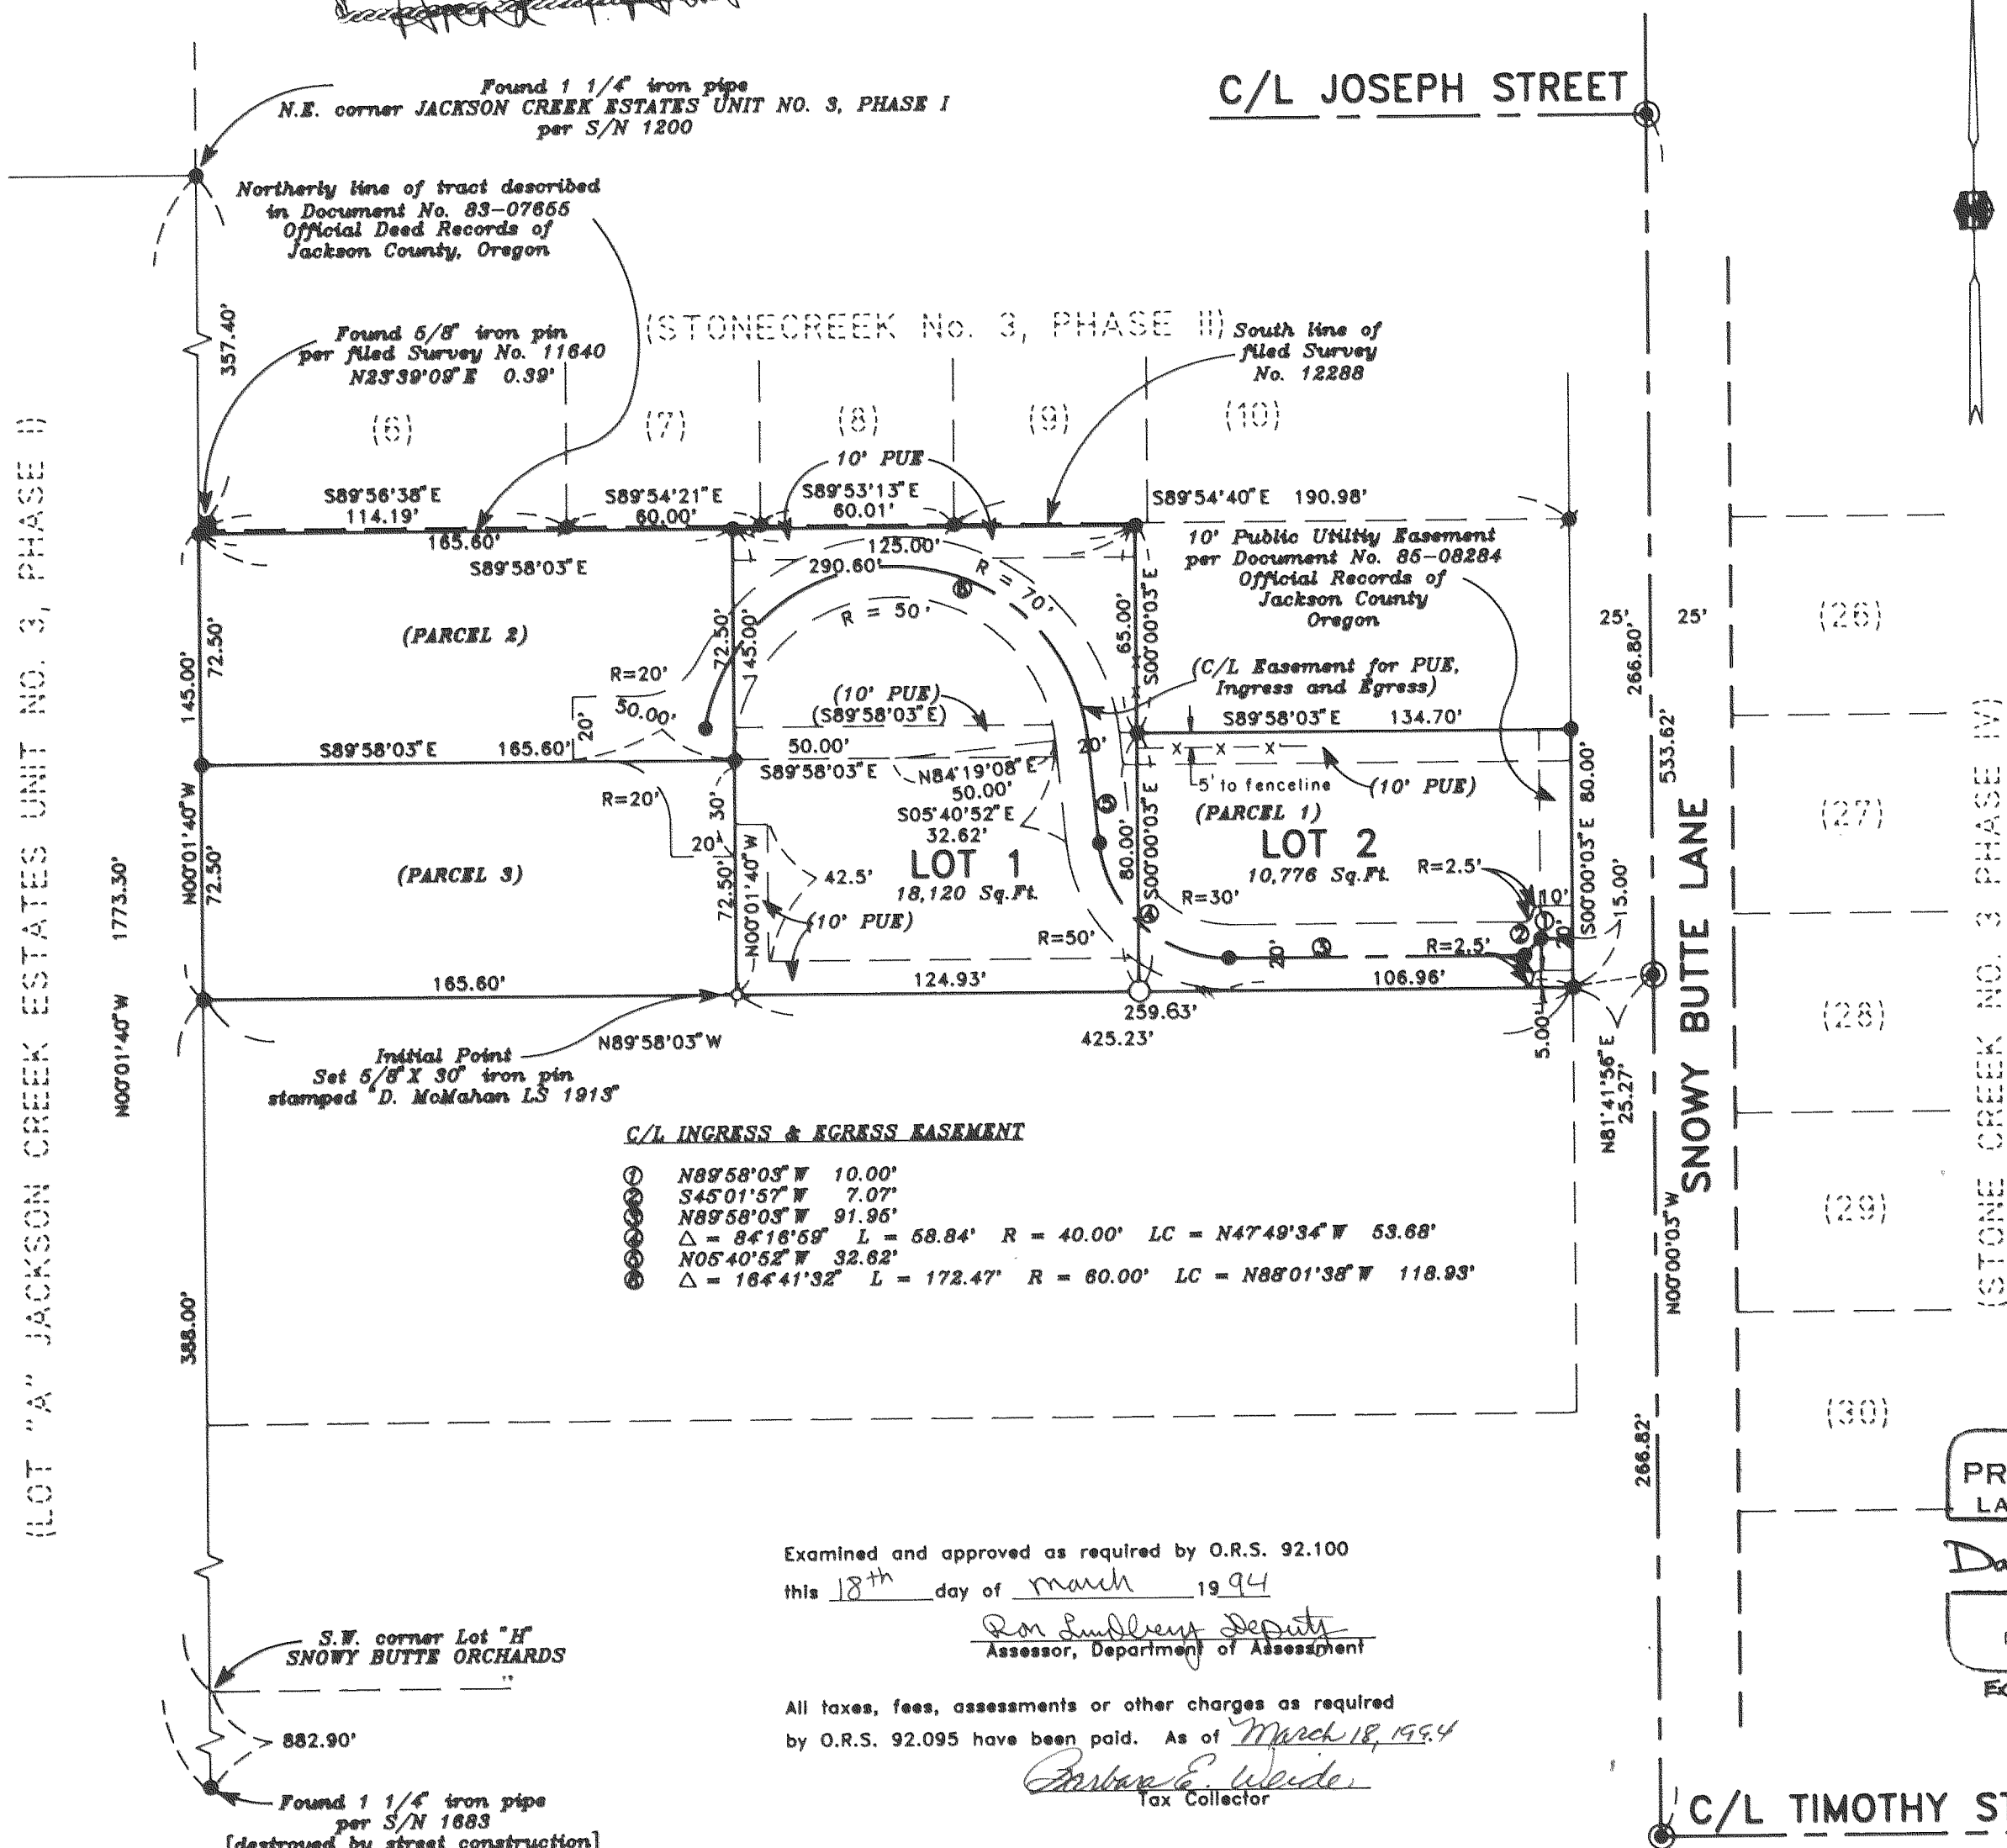 C/L JOSEPH STREET
Found 1 1/4" iron pipe
N.E. corner JACKSON CREEK ESTATES UNIT NO. 3, PHASE I
per S/N 1200
Northerly line of tract described
in Document No. 83-07655
Official Deed Records of
Jackson County, Oregon
357.40'
Found 5/8" iron pin
per filed Survey No. 11640
N23°39'09"E 0.39'
(STONECREEK No. 3, PHASE II)
South line of
filed Survey
No. 12288
(6)
(7)
(8)
(9)
(10)
10' PUE
S89°56'38"E
114.19'
S89°54'21"E
60.00'
S89°53'13"E
60.01'
S89°54'40"E 190.98'
165.60'
S89°58'03"E
125.00'
290.60'
R = 70'
R = 50'
10' Public Utiltiy Easement
per Document No. 85-08284
Official Records of
Jackson County
Oregon
25'
25'
266.80'
533.62'
(26)
(27)
(28)
(29)
(30)
(PARCEL 2)
72.50'
145.00'
72.50'
145.00'
65.00'
S00°00'03"E
R=20'
50.00'
20'
(10' PUE)
(S89°58'03"E)
(C/L Easement for PUE,
Ingress and Egress)
S89°58'03"E 134.70'
S89°58'03"E 165.60'
50.00'
S89°58'03"E
20'
N84°19'08"E
50.00'
S05°40'52"E
32.62'
x x x
5' to fenceline
(10' PUE)
(PARCEL 1)
LOT 2
10,776 Sq.Ft.
R=2.5'
R=30'
10'
20'
R=2.5'
S00°00'03"E 80.00'
15.00'
R=20'
30'
20'
N00°01'40"W
72.50'
(PARCEL 3)
72.50'
N00°01'40"W
42.5'
(10' PUE)
LOT 1
18,120 Sq.Ft.
80.00'
S00°00'03"E
R=50'
20'
165.60'
124.93'
106.96'
259.63'
425.23'
N89°58'03"W
5.00'
N81°41'56"E
25.27'
SNOWY BUTTE LANE
N00°00'03"W
266.82'
Initial Point
Set 5/8" X 30" iron pin
stamped "D. McMahan LS 1913"
C/L INGRESS & EGRESS EASEMENT
1 N89°58'03"W 10.00'
2 S45°01'57"W 7.07'
3 N89°58'03"W 91.95'
4 Δ = 84°16'59" L = 58.84' R = 40.00' LC = N47°49'34"W 53.68'
5 N05°40'52"W 32.62'
6 Δ = 164°41'32" L = 172.47' R = 60.00' LC = N88°01'38"W 118.93'
(LOT "A" JACKSON CREEK ESTATES UNIT NO. 3, PHASE I)
N00°01'40"W 1773.30'
388.00'
(STONE CREEK NO. 3 PHASE IV)
PR
LA
Examined and approved as required by O.R.S. 92.100
this 18th day of march 1994
Ron Lindberg Deputy
Assessor, Department of Assessment
All taxes, fees, assessments or other charges as required
by O.R.S. 92.095 have been paid. As of March 18, 1994
Barbara E. Weide
Tax Collector
S.W. corner Lot "H"
SNOWY BUTTE ORCHARDS
882.90'
Found 1 1/4" iron pipe
per S/N 1683
[destroyed by street construction]
C/L TIMOTHY ST